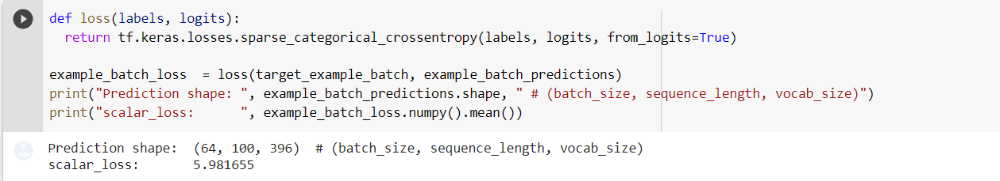 def loss(labels, logits):
  return tf.keras.losses.sparse_categorical_crossentropy(labels, logits, from_logits=True)
example_batch_loss  = loss(target_example_batch, example_batch_predictions)
print("Prediction shape: ", example_batch_predictions.shape, " # (batch_size, sequence_length, vocab_size)")
print("scalar_loss:      ", example_batch_loss.numpy().mean())
Prediction shape:  (64, 100, 396)  # (batch_size, sequence_length, vocab_size)
scalar_loss:       5.981655